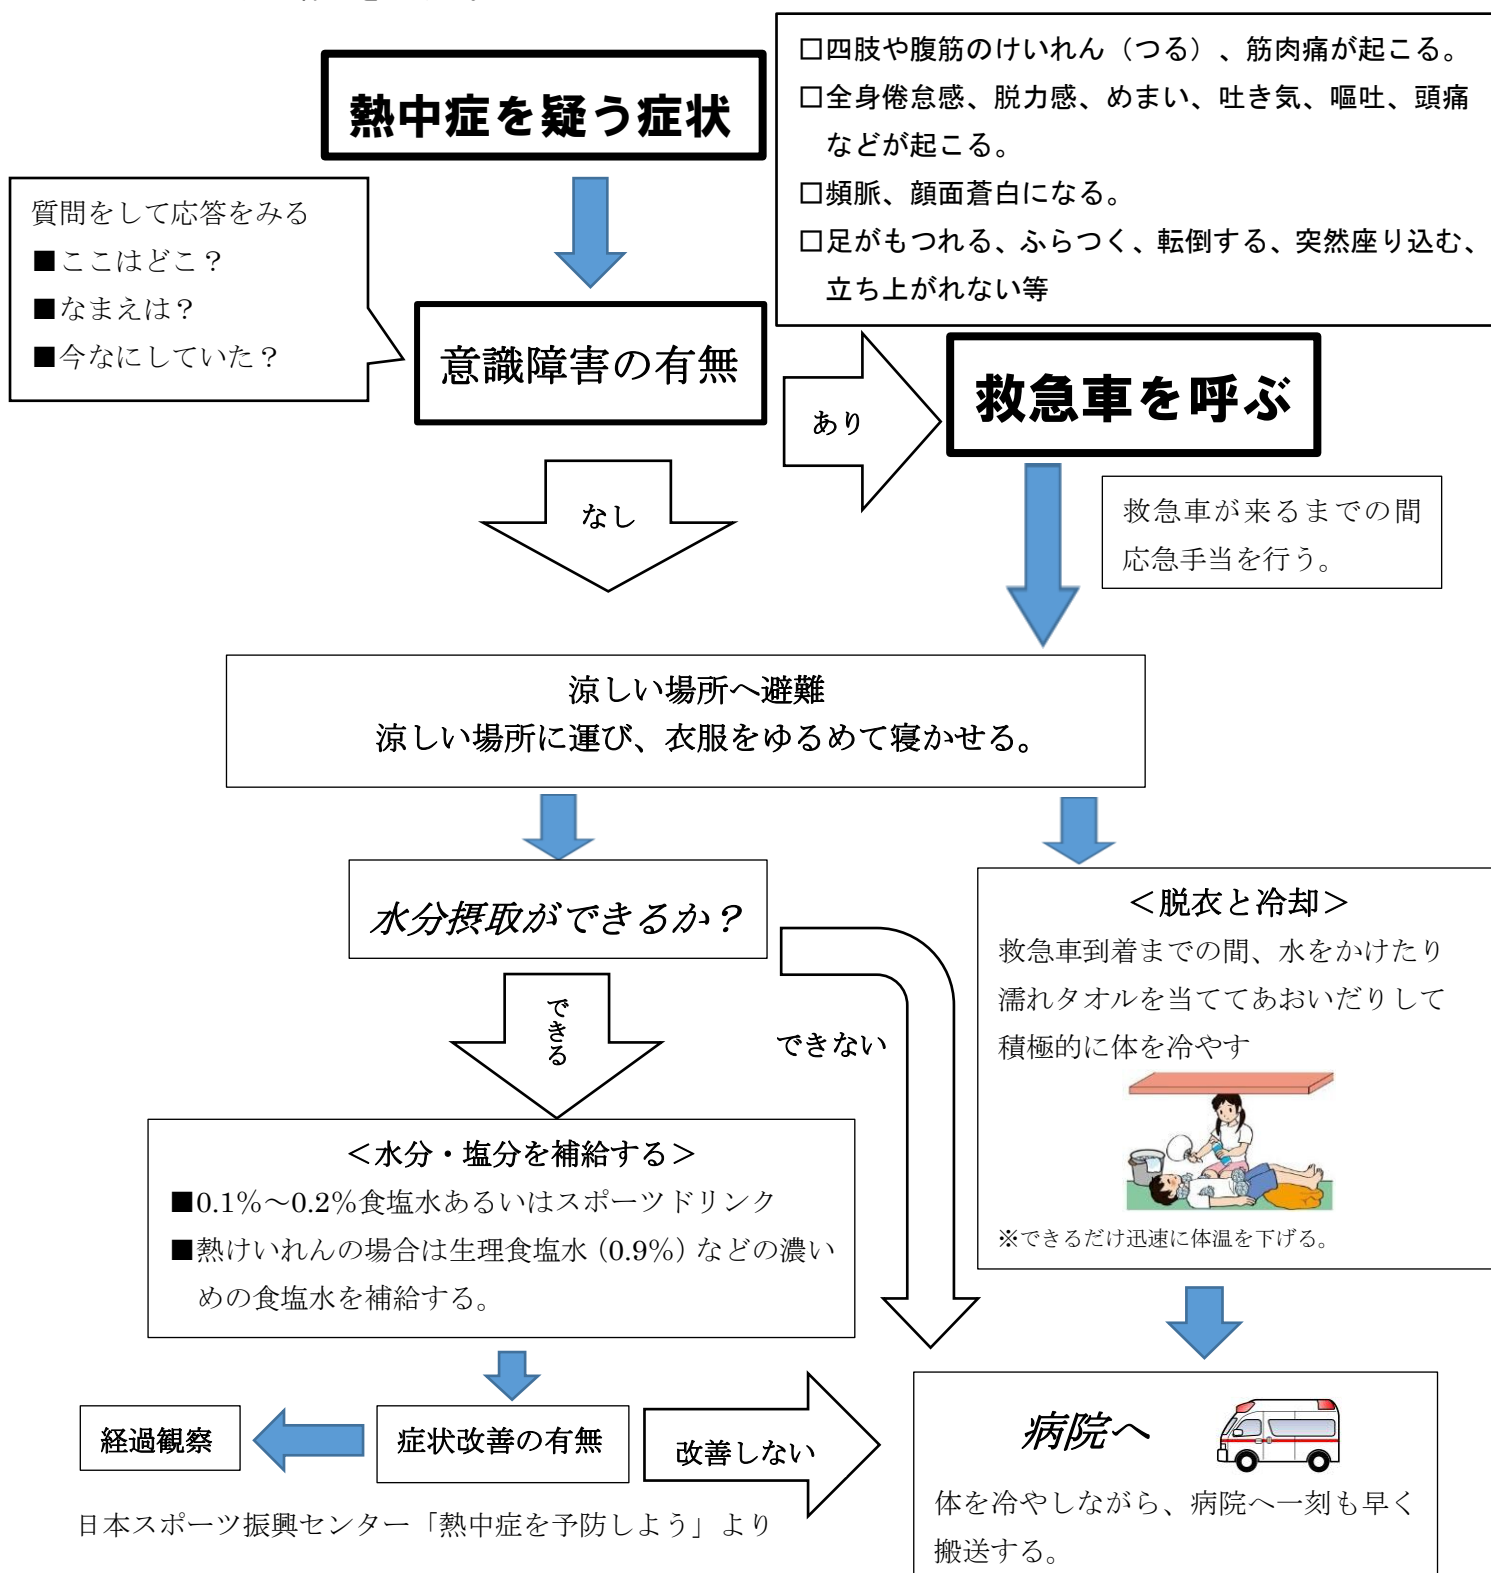 熱中症を疑う症状
□四肢や腹筋のけいれん（つる）、筋肉痛が起こる。
□全身倦怠感、脱力感、めまい、吐き気、嘔吐、頭痛
などが起こる。
□頻脈、顔面蒼白になる。
□足がもつれる、ふらつく、転倒する、突然座り込む、
立ち上がれない等
質問をして応答をみる
■ここはどこ？
■なまえは？
■今なにしていた？
意識障害の有無
あり
救急車を呼ぶ
なし
救急車が来るまでの間
応急手当を行う。
涼しい場所へ避難
涼しい場所に運び、衣服をゆるめて寝かせる。
水分摂取ができるか？
できる
できない
＜脱衣と冷却＞
救急車到着までの間、水をかけたり
濡れタオルを当ててあおいだりして
積極的に体を冷やす
※できるだけ迅速に体温を下げる。
＜水分・塩分を補給する＞
■0.1%～0.2%食塩水あるいはスポーツドリンク
■熱けいれんの場合は生理食塩水（0.9%）などの濃い
めの食塩水を補給する。
経過観察
症状改善の有無
改善しない
病院へ
体を冷やしながら、病院へ一刻も早く
搬送する。
日本スポーツ振興センター「熱中症を予防しよう」より